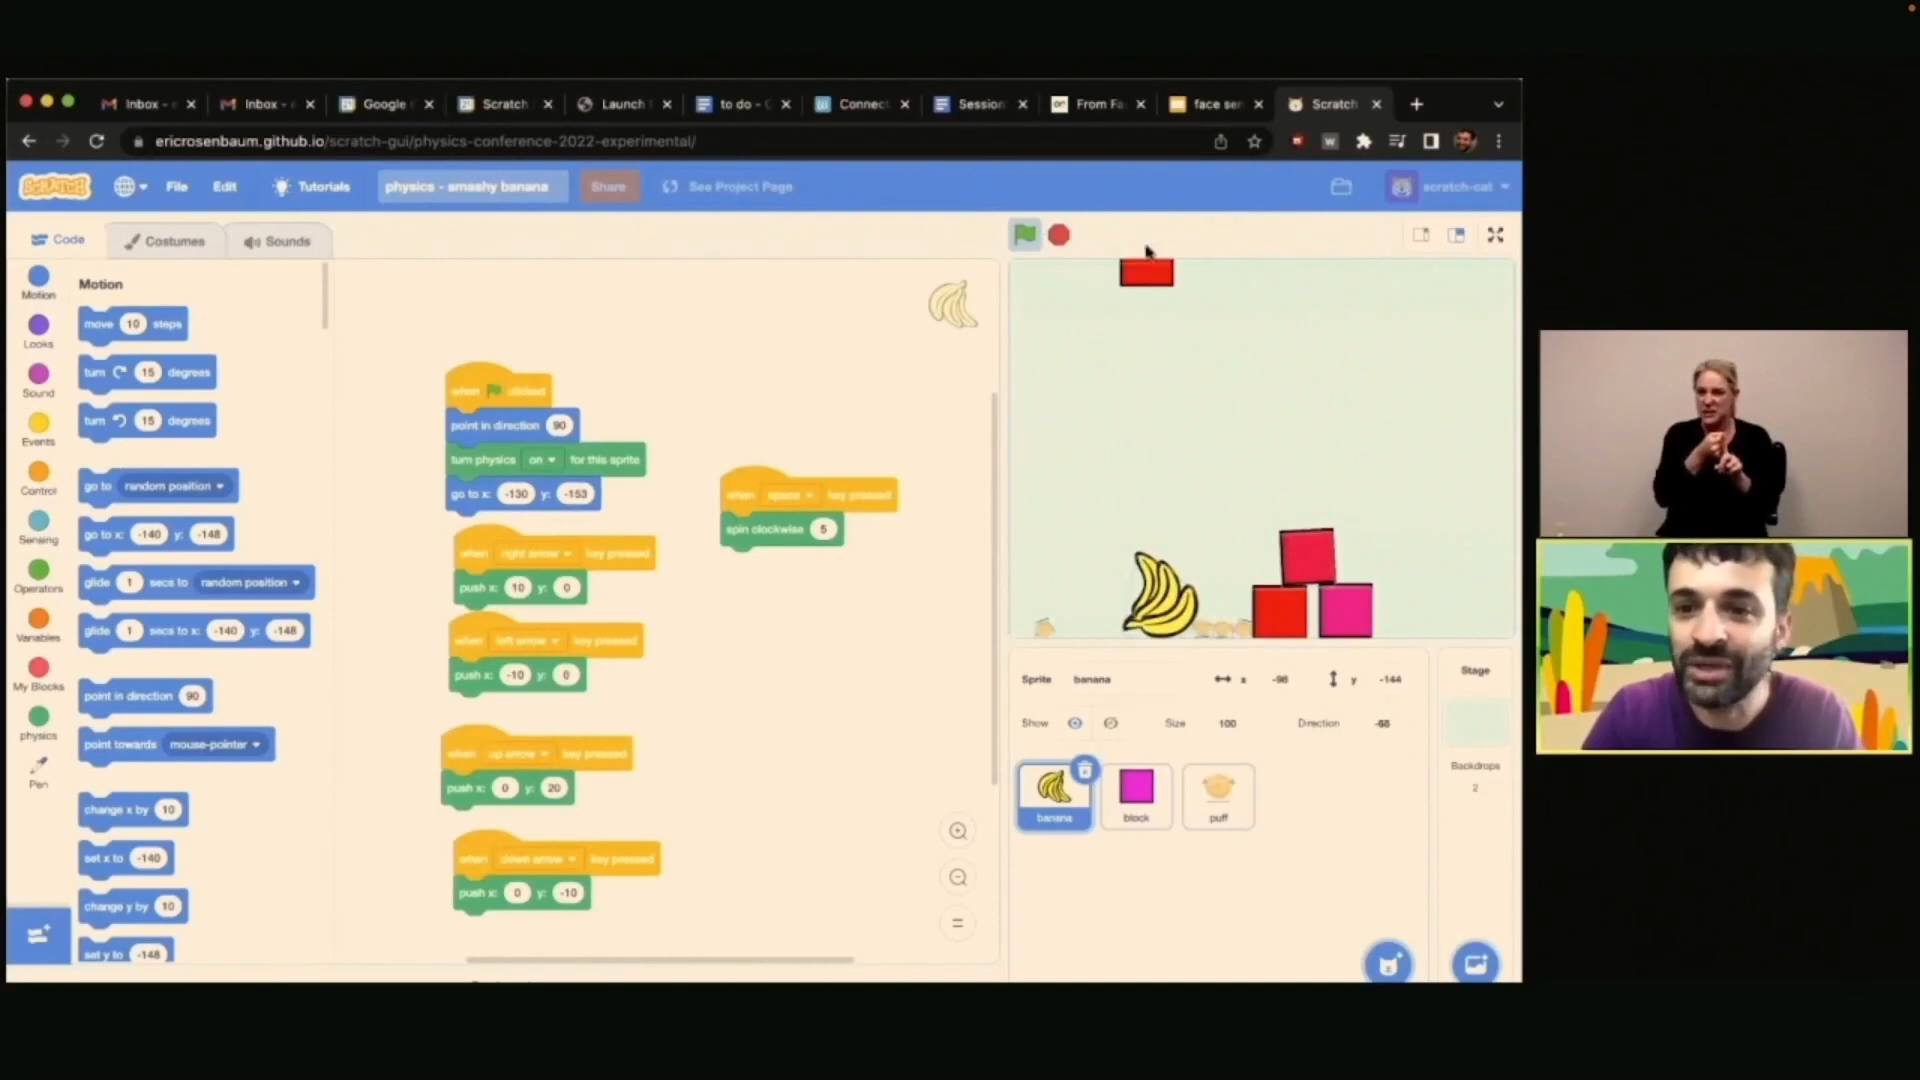 Inbox - Inbox - Google Scratch Launch to do - Connect Session From Fa face sen Scratch
ericrosenbaum.github.io/scratch-gui/physics-conference-2022-experimental/
SCRATCH File Edit Tutorials physics - smashy banana Share See Project Page scratch-cat
Code Costumes Sounds
Motion
Looks
Sound
Events
Control
Sensing
Operators
Variables
My Blocks
physics
Pen
Motion
move 10 steps
turn 15 degrees
turn 15 degrees
go to random position
go to x: -140 y: -148
glide 1 secs to random position
glide 1 secs to x: -140 y: -148
point in direction 90
point towards mouse-pointer
change x by 10
set x to -140
change y by 10
set y to -148
when clicked
point in direction 90
turn physics on for this sprite
go to x: -130 y: -153
when right arrow key pressed
push x: 10 y: 0
when left arrow key pressed
push x: -10 y: 0
when up arrow key pressed
push x: 0 y: 20
when down arrow key pressed
push x: 0 y: -10
when space key pressed
spin clockwise 5
Sprite banana x -98 y -144
Show Size 100 Direction -68
banana block puff
Stage
Backdrops
2